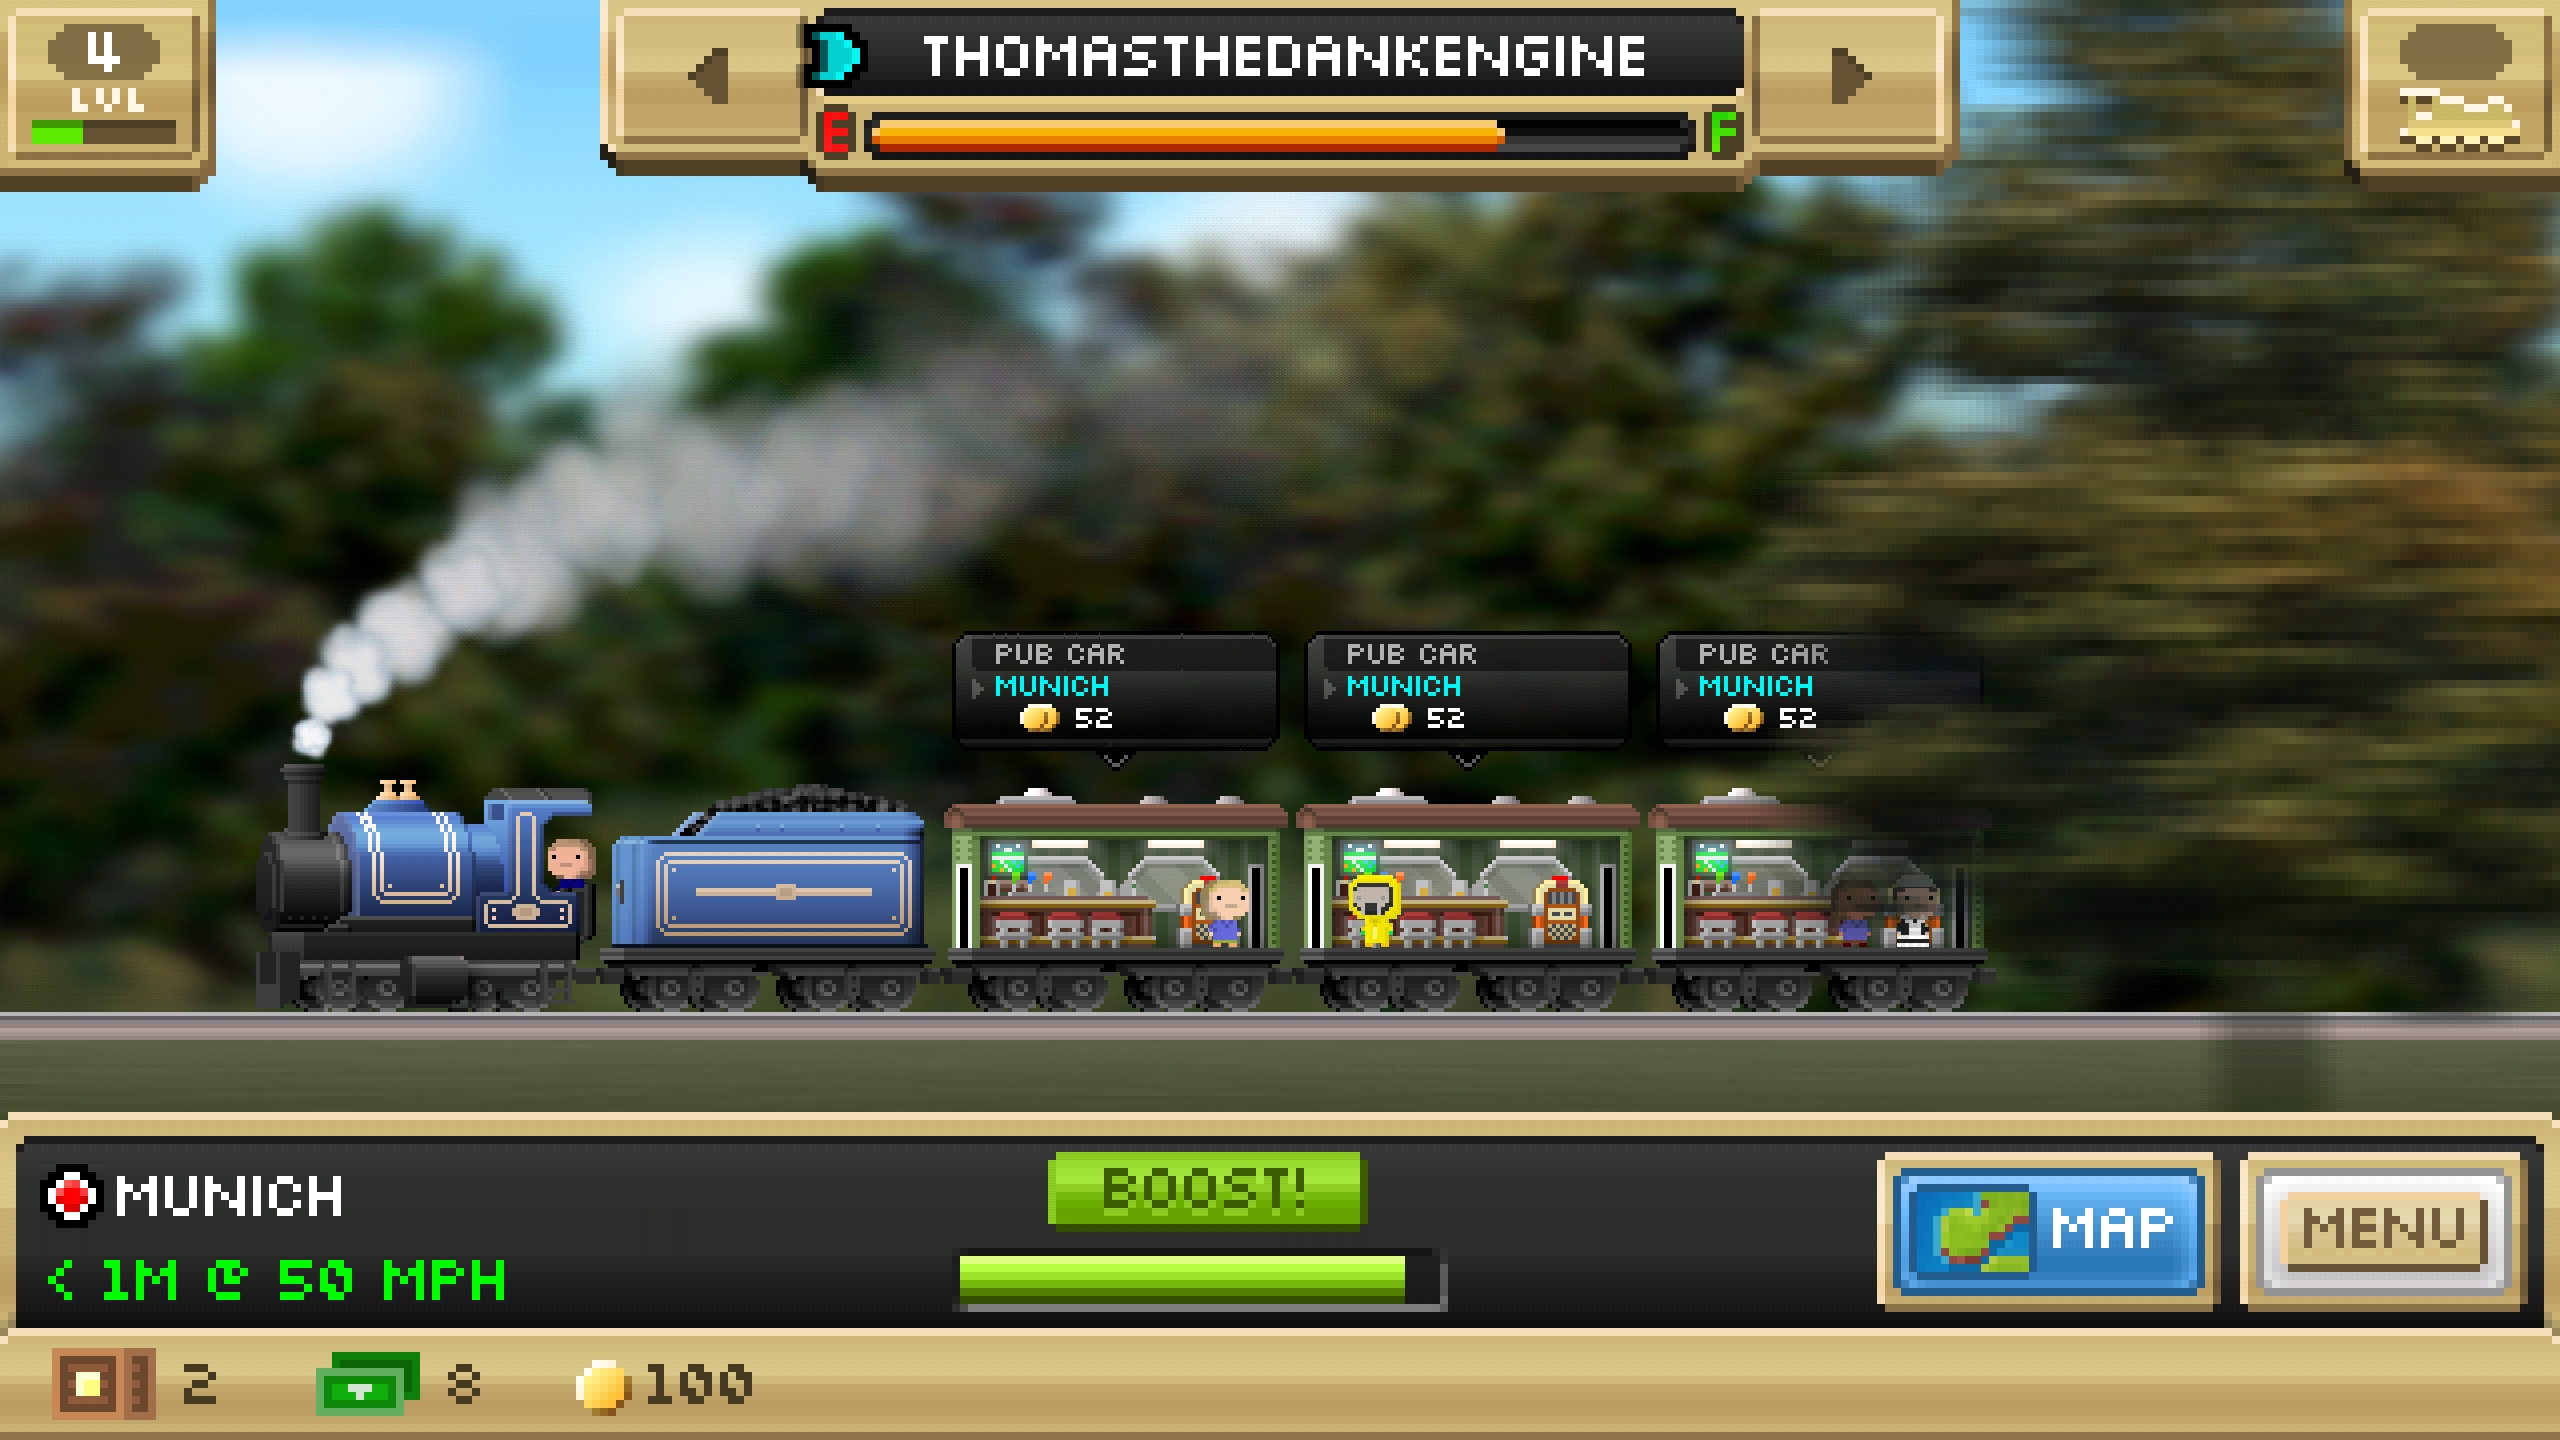 4
LVL
THOMASTHEDANKENGINE
E F
PUB CAR
MUNICH
52
PUB CAR
MUNICH
52
PUB CAR
MUNICH
52
MUNICH
< 1M @ 50 MPH
BOOST!
MAP
MENU
2 8 100